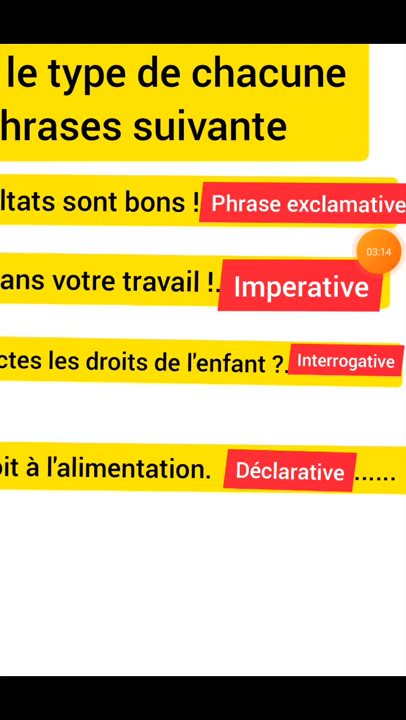 le type de chacune
hrases suivante
ltats sont bons ! Phrase exclamative
03:14
ans votre travail !. Imperative
ctes les droits de l'enfant ?. Interrogative
oit à l'alimentation. Déclarative ......